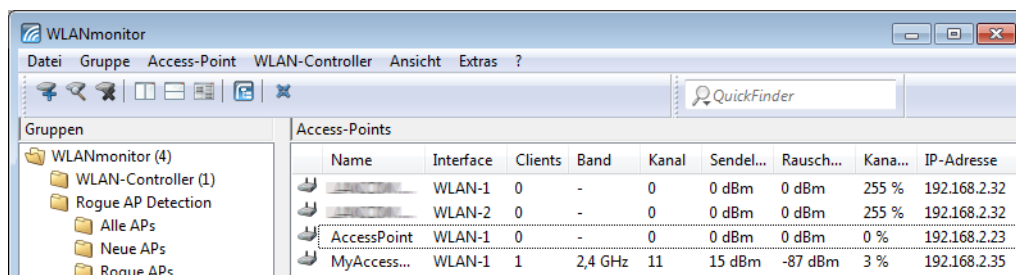 WLANmonitor
Datei Gruppe Access-Point WLAN-Controller Ansicht Extras ?
QuickFinder
Gruppen
Access-Points
WLANmonitor (4)
WLAN-Controller (1)
Rogue AP Detection
Alle APs
Neue APs
Rogue APs
Name Interface Clients Band Kanal Sendel... Rausch... Kana... IP-Adresse
WLAN-1 0 - 0 0 dBm 0 dBm 255 % 192.168.2.32
WLAN-2 0 - 0 0 dBm 0 dBm 255 % 192.168.2.32
AccessPoint WLAN-1 0 - 0 0 dBm 0 dBm 0 % 192.168.2.23
MyAccess... WLAN-1 1 2,4 GHz 11 15 dBm -87 dBm 3 % 192.168.2.35